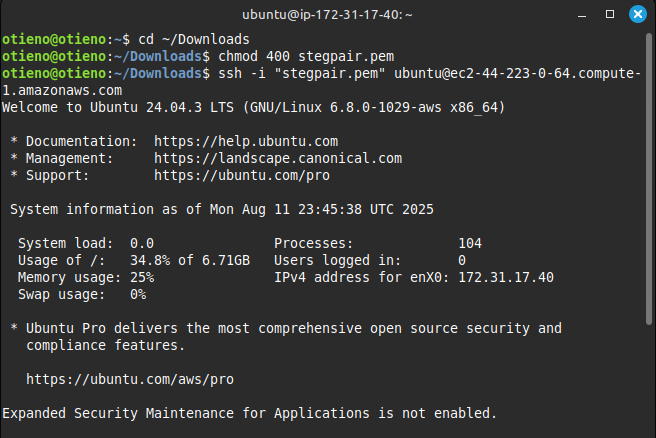 ubuntu@ip-172-31-17-40: ~
otieno@otieno:~$ cd ~/Downloads
otieno@otieno:~/Downloads$ chmod 400 stegpair.pem
otieno@otieno:~/Downloads$ ssh -i "stegpair.pem" ubuntu@ec2-44-223-0-64.compute-
1.amazonaws.com
Welcome to Ubuntu 24.04.3 LTS (GNU/Linux 6.8.0-1029-aws x86_64)
* Documentation:  https://help.ubuntu.com
* Management:     https://landscape.canonical.com
* Support:        https://ubuntu.com/pro
System information as of Mon Aug 11 23:45:38 UTC 2025
System load:  0.0               Processes:             104
Usage of /:   34.8% of 6.71GB   Users logged in:       0
Memory usage: 25%               IPv4 address for enX0: 172.31.17.40
Swap usage:   0%
* Ubuntu Pro delivers the most comprehensive open source security and
compliance features.
https://ubuntu.com/aws/pro
Expanded Security Maintenance for Applications is not enabled.